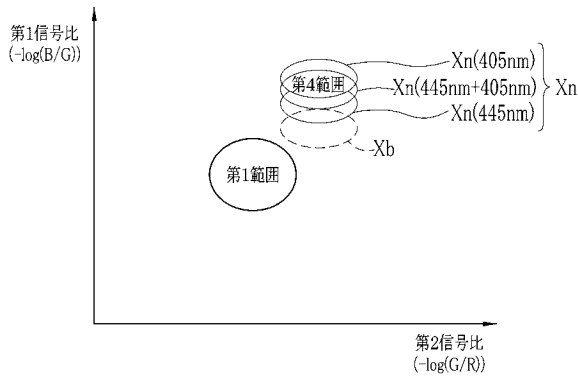 第1信号比
(-log(B/G))
Xn(405nm)
第4範囲
Xn(445nm+405nm)
Xn
Xn(445nm)
Xb
第1範囲
第2信号比
(-log(G/R))